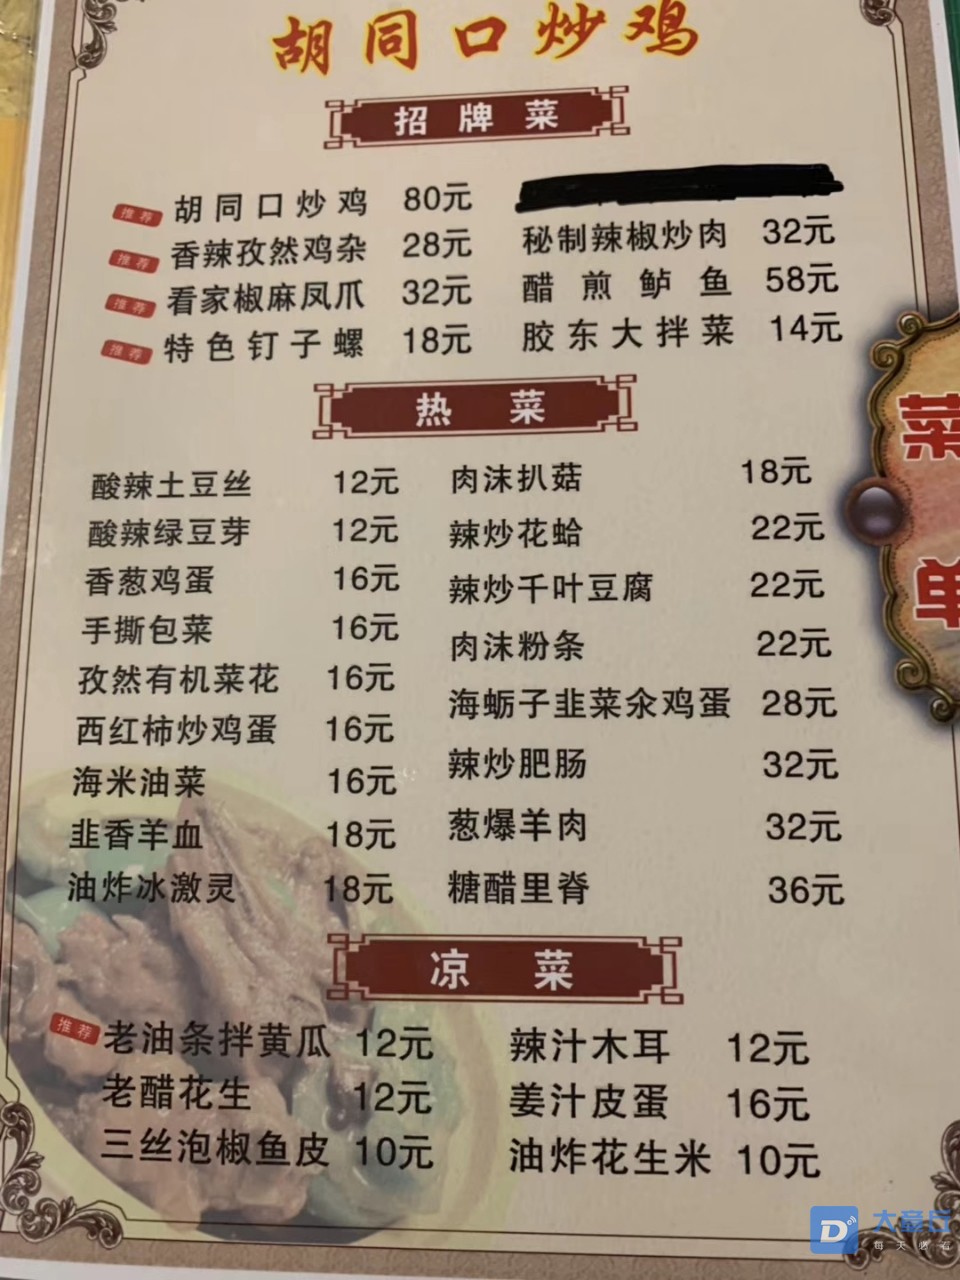 胡同口炒鸡
招牌菜
推荐 胡同口炒鸡 80元
推荐 香辣孜然鸡杂 28元 秘制辣椒炒肉 32元
推荐 看家椒麻凤爪 32元 醋煎鲈鱼 58元
推荐 特色钉子螺 18元 胶东大拌菜 14元
热菜
酸辣土豆丝 12元 肉沫扒菇 18元
酸辣绿豆芽 12元 辣炒花蛤 22元
香葱鸡蛋 16元 辣炒千叶豆腐 22元
手撕包菜 16元 肉沫粉条 22元
孜然有机菜花 16元 海蛎子韭菜汆鸡蛋 28元
西红柿炒鸡蛋 16元 辣炒肥肠 32元
海米油菜 16元 葱爆羊肉 32元
韭香羊血 18元 糖醋里脊 36元
油炸冰激灵 18元
凉菜
推荐 老油条拌黄瓜 12元 辣汁木耳 12元
老醋花生 12元 姜汁皮蛋 16元
三丝泡椒鱼皮 10元 油炸花生米 10元
菜
单
大章丘
每天必看